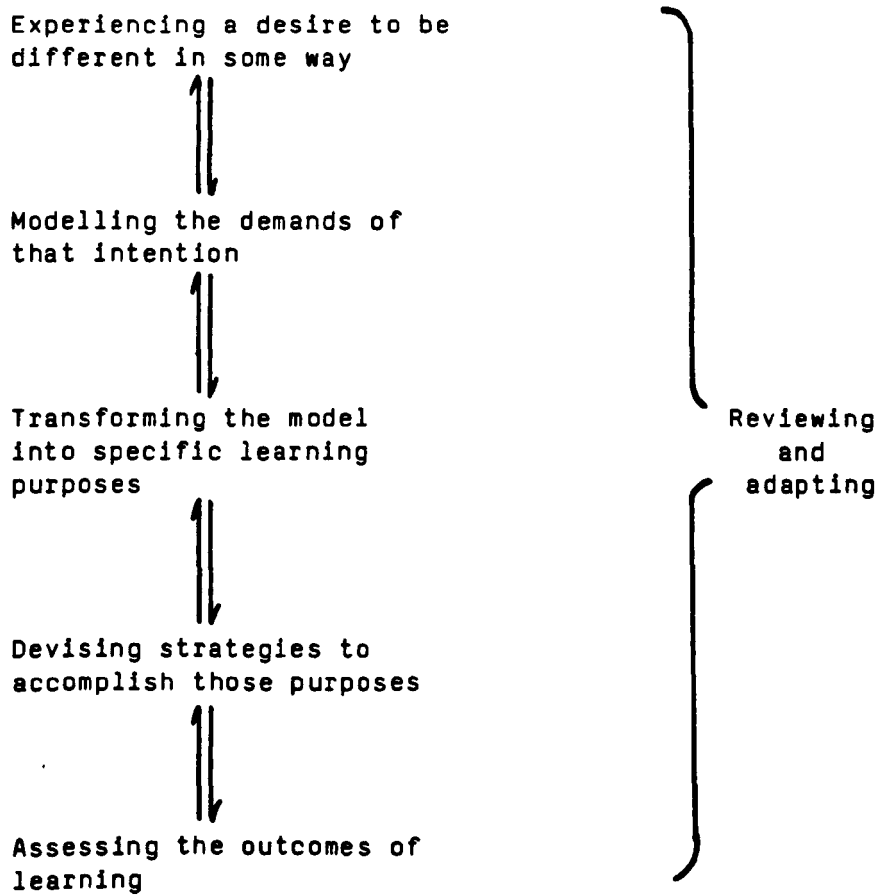 Experiencing a desire to be
different in some way
Modelling the demands of
that intention
Transforming the model
into specific learning
purposes
Reviewing
and
adapting
Devising strategies to
accomplish those purposes
Assessing the outcomes of
learning